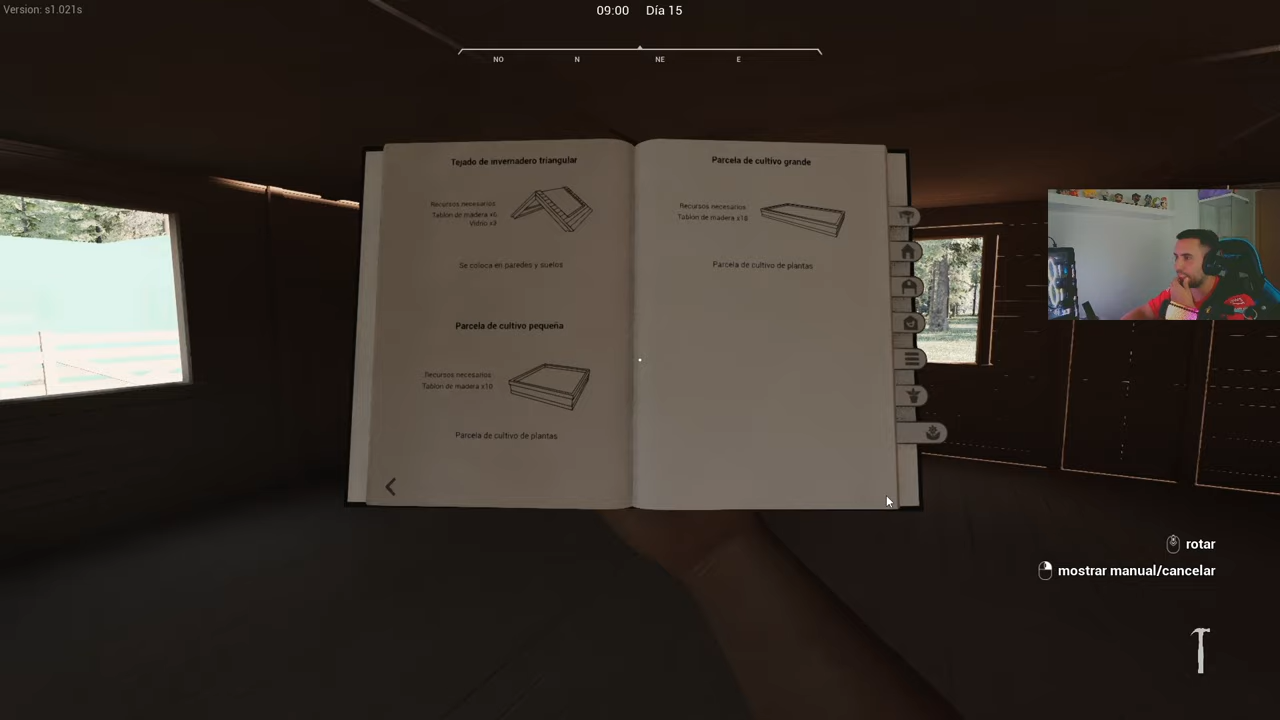 Version: s1.021s
09:00 Día 15
NO N NE E
Tejado de invernadero triangular
Recursos necesarios
Tablon de madera x6
Vidrio x3
Se coloca en paredes y suelos
Parcela de cultivo pequeña
Recursos necesarios
Tablon de madera x10
Parcela de cultivo de plantas
Parcela de cultivo grande
Recursos necesarios
Tablon de madera x18
Parcela de cultivo de plantas
rotar
mostrar manual/cancelar